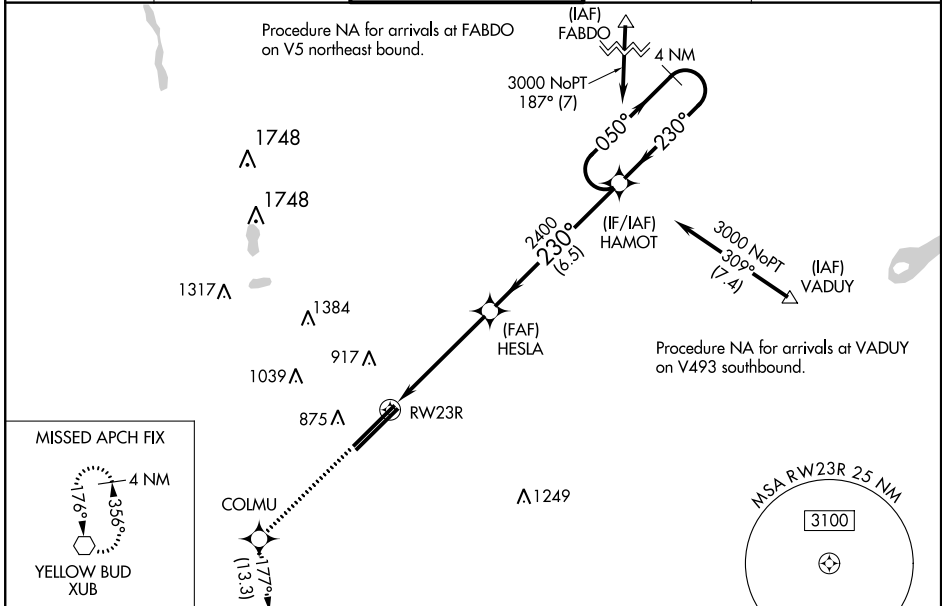 Procedure NA for arrivals at FABDO
on V5 northeast bound.
(IAF)
FABDO
4 NM
3000 NoPT
187° (7)
050°
230°
1748
1748
(IF/IAF)
HAMOT
2400
230°
(6.5)
3000 NoPT
309°
(7.4)
(IAF)
VADUY
1317
1384
(FAF)
HESLA
917
1039
Procedure NA for arrivals at VADUY
on V493 southbound.
875
RW23R
MISSED APCH FIX
4 NM
176°
356°
YELLOW BUD
XUB
COLMU
177°
(13.3)
1249
MSA RW23R 25 NM
3100